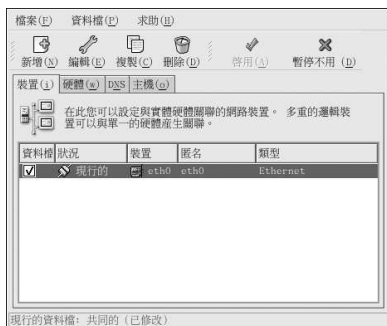 檔案(F) 資料檔(P) 求助(H)
新增(N) 編輯(E) 複製(C) 刪除(D) 啓用(A) 暫停不用 (D)
裝置(i) 硬體(w) DNS 主機(o)
在此您可以設定與實體硬體關聯的網路裝置。 多重的邏輯裝
置可以與單一的硬體產生關聯。
資料檔 狀況 裝置 匿名 類型
現行的 eth0 eth0 Ethernet
現行的資料檔: 共同的 (已修改)